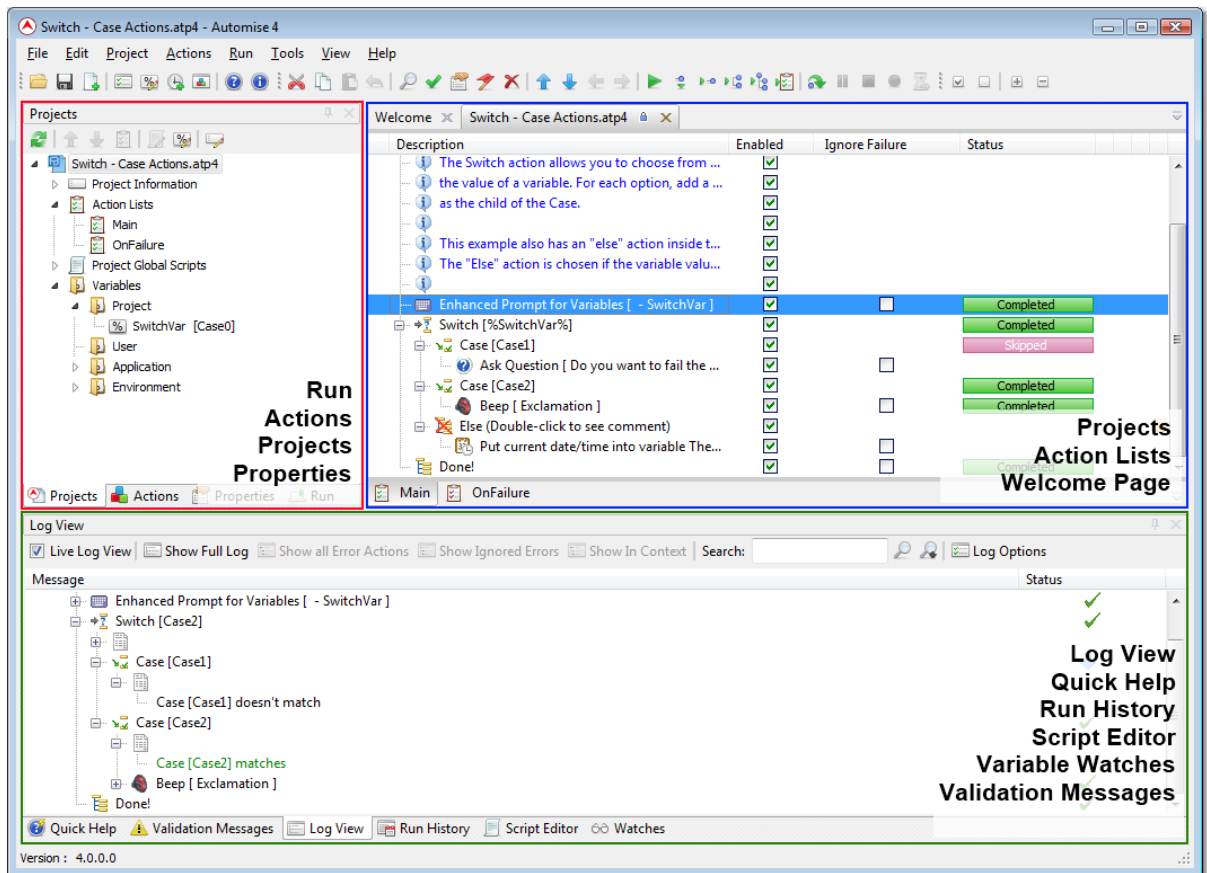 Switch - Case Actions.atp4 - Automise 4
File Edit Project Actions Run Tools View Help
Projects
Switch - Case Actions.atp4
Project Information
Action Lists
Main
OnFailure
Project Global Scripts
Variables
Project
SwitchVar [Case0]
User
Application
Environment
Run
Actions
Projects
Properties
Projects Actions Properties Run
Welcome Switch - Case Actions.atp4
Description Enabled Ignore Failure Status
The Switch action allows you to choose from ...
the value of a variable. For each option, add a ...
as the child of the Case.
This example also has an "else" action inside t...
The "Else" action is chosen if the variable valu...
Enhanced Prompt for Variables [ - SwitchVar ] Completed
Switch [%SwitchVar%] Completed
Case [Case1] Skipped
Ask Question [ Do you want to fail the ...
Case [Case2] Completed
Beep [ Exclamation ] Completed
Else (Double-click to see comment)
Put current date/time into variable The...
Done! Completed
Projects
Action Lists
Welcome Page
Main OnFailure
Log View
Live Log View Show Full Log Show all Error Actions Show Ignored Errors Show In Context Search: Log Options
Message Status
Enhanced Prompt for Variables [ - SwitchVar ]
Switch [Case2]
Case [Case1]
Case [Case1] doesn't match
Case [Case2]
Case [Case2] matches
Beep [ Exclamation ]
Done!
Log View
Quick Help
Run History
Script Editor
Variable Watches
Validation Messages
Quick Help Validation Messages Log View Run History Script Editor Watches
Version : 4.0.0.0